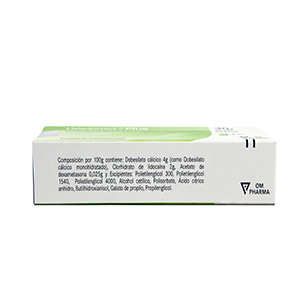 Composición por 100g contiene: Dobesilato cálcico 4g (como Dobesilato
cálcico monohidratado), Clorhidrato de lidocaína 2g, Acetato de
dexametasona 0,025g y Excipientes: Polietilenglicol 300, Polietilenglicol
1540, Polietilenglicol 4000, Alcohol cetílico, Polisorbato, Ácido cítrico
anhidro, Butilhidroxianisol, Galato de propilo, Propilenglicol.
OM
PHARMA